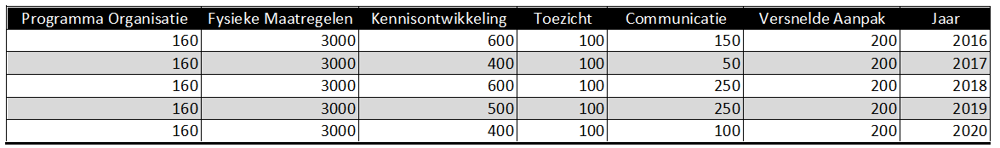 Programma Organisatie Fysieke Maatregelen Kennisontwikkeling Toezicht Communicatie Versnelde Aanpak Jaar
160 3000 600 100 150 200 2016
160 3000 400 100 50 200 2017
160 3000 600 100 250 200 2018
160 3000 500 100 250 200 2019
160 3000 400 100 100 200 2020